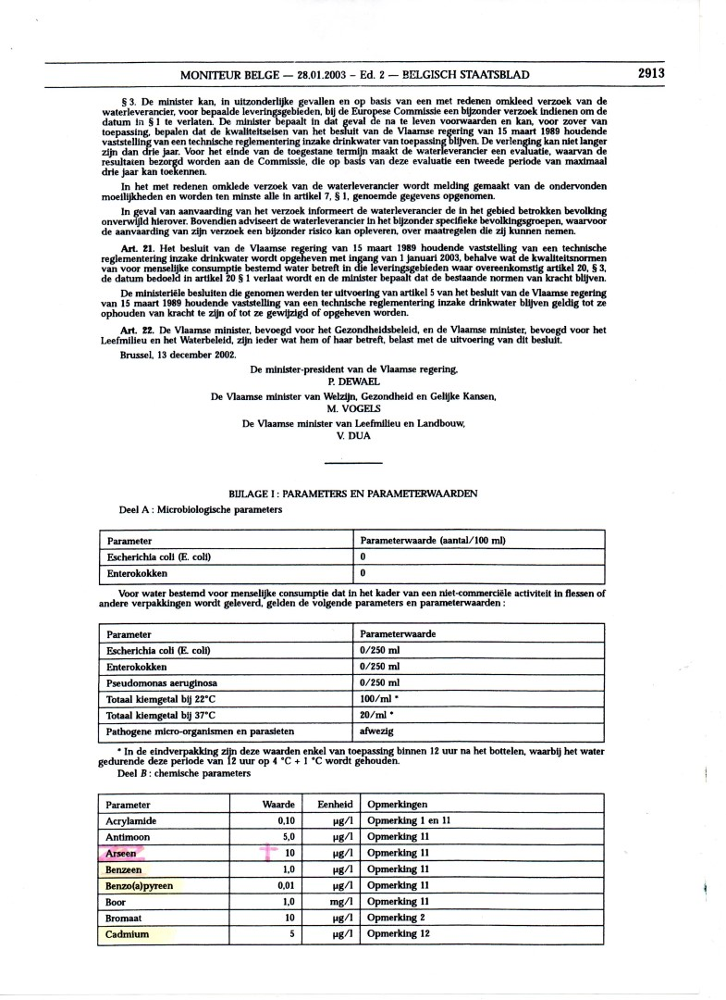 MONITEUR BELGE — 28.01.2003 – Ed. 2 — BELGISCH STAATSBLAD 2913
§ 3. De minister kan, in uitzonderlijke gevallen en op basis van een met redenen omkleed verzoek van de
waterleverancier, voor bepaalde leveringsgebieden, bij de Europese Commissie een bijzonder verzoek indienen om de
datum in § 1 te verlaten. De minister bepaalt in dat geval de na te leven voorwaarden en kan, voor zover van
toepassing, bepalen dat de kwaliteitseisen van het besluit van de Vlaamse regering van 15 maart 1989 houdende
vaststelling van een technische reglementering inzake drinkwater van toepassing blijven. De verlenging kan niet langer
zijn dan drie jaar. Voor het einde van de toegestane termijn maakt de waterleverancier een evaluatie, waarvan de
resultaten bezorgd worden aan de Commissie, die op basis van deze evaluatie een tweede periode van maximaal
drie jaar kan toekennen.
In het met redenen omklede verzoek van de waterleverancier wordt melding gemaakt van de ondervonden
moeilijkheden en worden ten minste alle in artikel 7, § 1, genoemde gegevens opgenomen.
In geval van aanvaarding van het verzoek informeert de waterleverancier de in het gebied betrokken bevolking
onverwijld hierover. Bovendien adviseert de waterleverancier in het bijzonder specifieke bevolkingsgroepen, waarvoor
de aanvaarding van zijn verzoek een bijzonder risico kan opleveren, over maatregelen die zij kunnen nemen.
Art. 21. Het besluit van de Vlaamse regering van 15 maart 1989 houdende vaststelling van een technische
reglementering inzake drinkwater wordt opgeheven met ingang van 1 januari 2003, behalve wat de kwaliteitsnormen
van voor menselijke consumptie bestemd water betreft in die leveringsgebieden waar overeenkomstig artikel 20, § 3,
de datum bedoeld in artikel 20 § 1 verlaat wordt en de minister bepaalt dat de bestaande normen van kracht blijven.
De ministeriële besluiten die genomen werden ter uitvoering van artikel 5 van het besluit van de Vlaamse regering
van 15 maart 1989 houdende vaststelling van een technische reglementering inzake drinkwater blijven geldig tot ze
ophouden van kracht te zijn of tot ze gewijzigd of opgeheven worden.
Art. 22. De Vlaamse minister, bevoegd voor het Gezondheidsbeleid, en de Vlaamse minister, bevoegd voor het
Leefmilieu en het Waterbeleid, zijn ieder wat hem of haar betreft, belast met de uitvoering van dit besluit.
Brussel, 13 december 2002.
De minister-president van de Vlaamse regering,
P. DEWAEL
De Vlaamse minister van Welzijn, Gezondheid en Gelijke Kansen,
M. VOGELS
De Vlaamse minister van Leefmilieu en Landbouw,
V. DUA
BIJLAGE I : PARAMETERS EN PARAMETERWAARDEN
Deel A : Microbiologische parameters
Parameter Parameterwaarde (aantal/100 ml)
Escherichia coli (E. coli) 0
Enterokokken 0
Voor water bestemd voor menselijke consumptie dat in het kader van een niet-commerciële activiteit in flessen of
andere verpakkingen wordt geleverd, gelden de volgende parameters en parameterwaarden :
Parameter Parameterwaarde
Escherichia coli (E. coli) 0/250 ml
Enterokokken 0/250 ml
Pseudomonas aeruginosa 0/250 ml
Totaal kiemgetal bij 22°C 100/ml *
Totaal kiemgetal bij 37°C 20/ml *
Pathogene micro-organismen en parasieten afwezig
* In de eindverpakking zijn deze waarden enkel van toepassing binnen 12 uur na het bottelen, waarbij het water
gedurende deze periode van 12 uur op 4 °C + 1 °C wordt gehouden.
Deel B : chemische parameters
Parameter Waarde Eenheid Opmerkingen
Acrylamide 0,10 µg/l Opmerking 1 en 11
Antimoon 5,0 µg/l Opmerking 11
Arseen 10 µg/l Opmerking 11
Benzeen 1,0 µg/l Opmerking 11
Benzo(a)pyreen 0,01 µg/l Opmerking 11
Boor 1,0 mg/l Opmerking 11
Bromaat 10 µg/l Opmerking 2
Cadmium 5 µg/l Opmerking 12